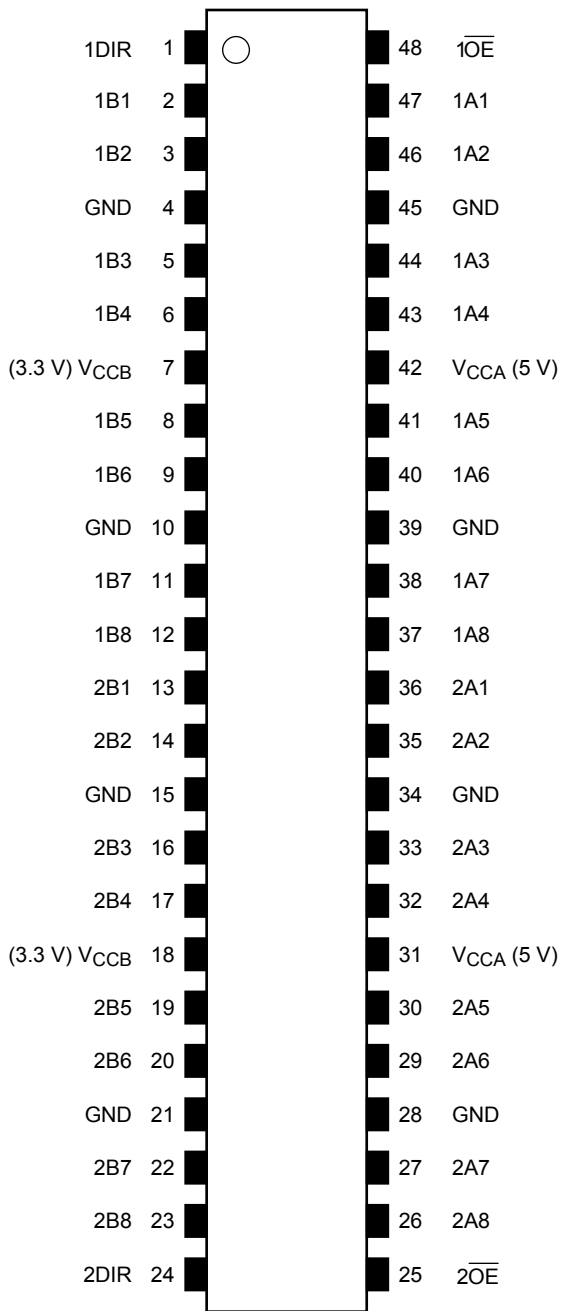 1DIR 1 48 1O̅E̅
1B1 2 47 1A1
1B2 3 46 1A2
GND 4 45 GND
1B3 5 44 1A3
1B4 6 43 1A4
(3.3 V) VCCB 7 42 VCCA (5 V)
1B5 8 41 1A5
1B6 9 40 1A6
GND 10 39 GND
1B7 11 38 1A7
1B8 12 37 1A8
2B1 13 36 2A1
2B2 14 35 2A2
GND 15 34 GND
2B3 16 33 2A3
2B4 17 32 2A4
(3.3 V) VCCB 18 31 VCCA (5 V)
2B5 19 30 2A5
2B6 20 29 2A6
GND 21 28 GND
2B7 22 27 2A7
2B8 23 26 2A8
2DIR 24 25 2O̅E̅